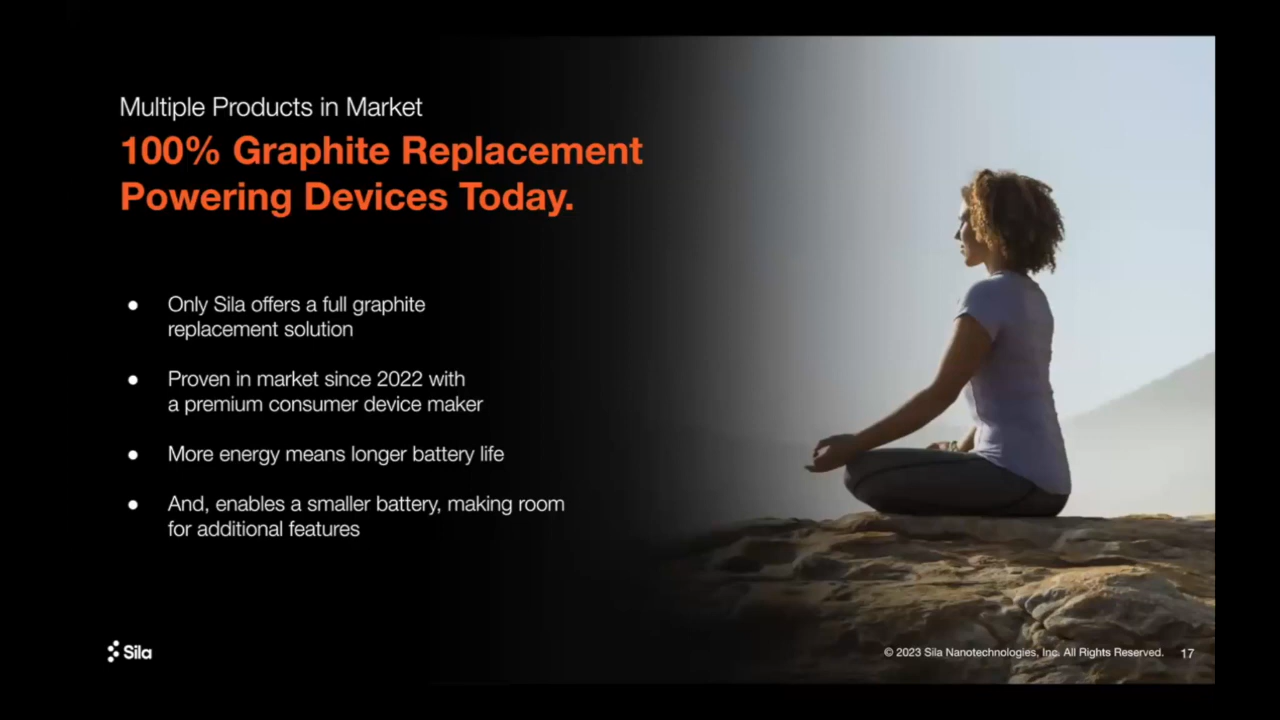 Multiple Products in Market
100% Graphite Replacement
Powering Devices Today.
● Only Sila offers a full graphite
replacement solution
● Proven in market since 2022 with
a premium consumer device maker
● More energy means longer battery life
● And, enables a smaller battery, making room
for additional features
Sila
© 2023 Sila Nanotechnologies, Inc. All Rights Reserved. 17